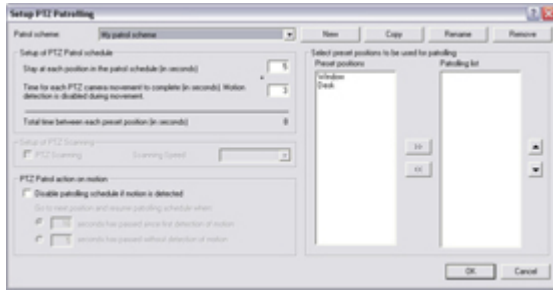 Setup PTZ Patrolling
Patrol scheme: My patrol scheme New Copy Rename Remove
Setup of PTZ Patrol schedule
Stay at each position in the patrol schedule (in seconds) 5
+
Time for each PTZ camera movement to complete (in seconds). Motion detection is disabled during movement. 3
Total time between each preset position (in seconds) 8
Setup of PTZ Scanning
PTZ Scanning Scanning Speed
PTZ Patrol action on motion
Disable patrolling schedule if motion is detected
Go to next position and resume patrolling schedule when:
seconds has passed since last detection of motion
5 seconds has passed without detection of motion
Select preset positions to be used for patrolling
Preset positions
Window
Desk
Patrolling list
>>
<<
OK Cancel